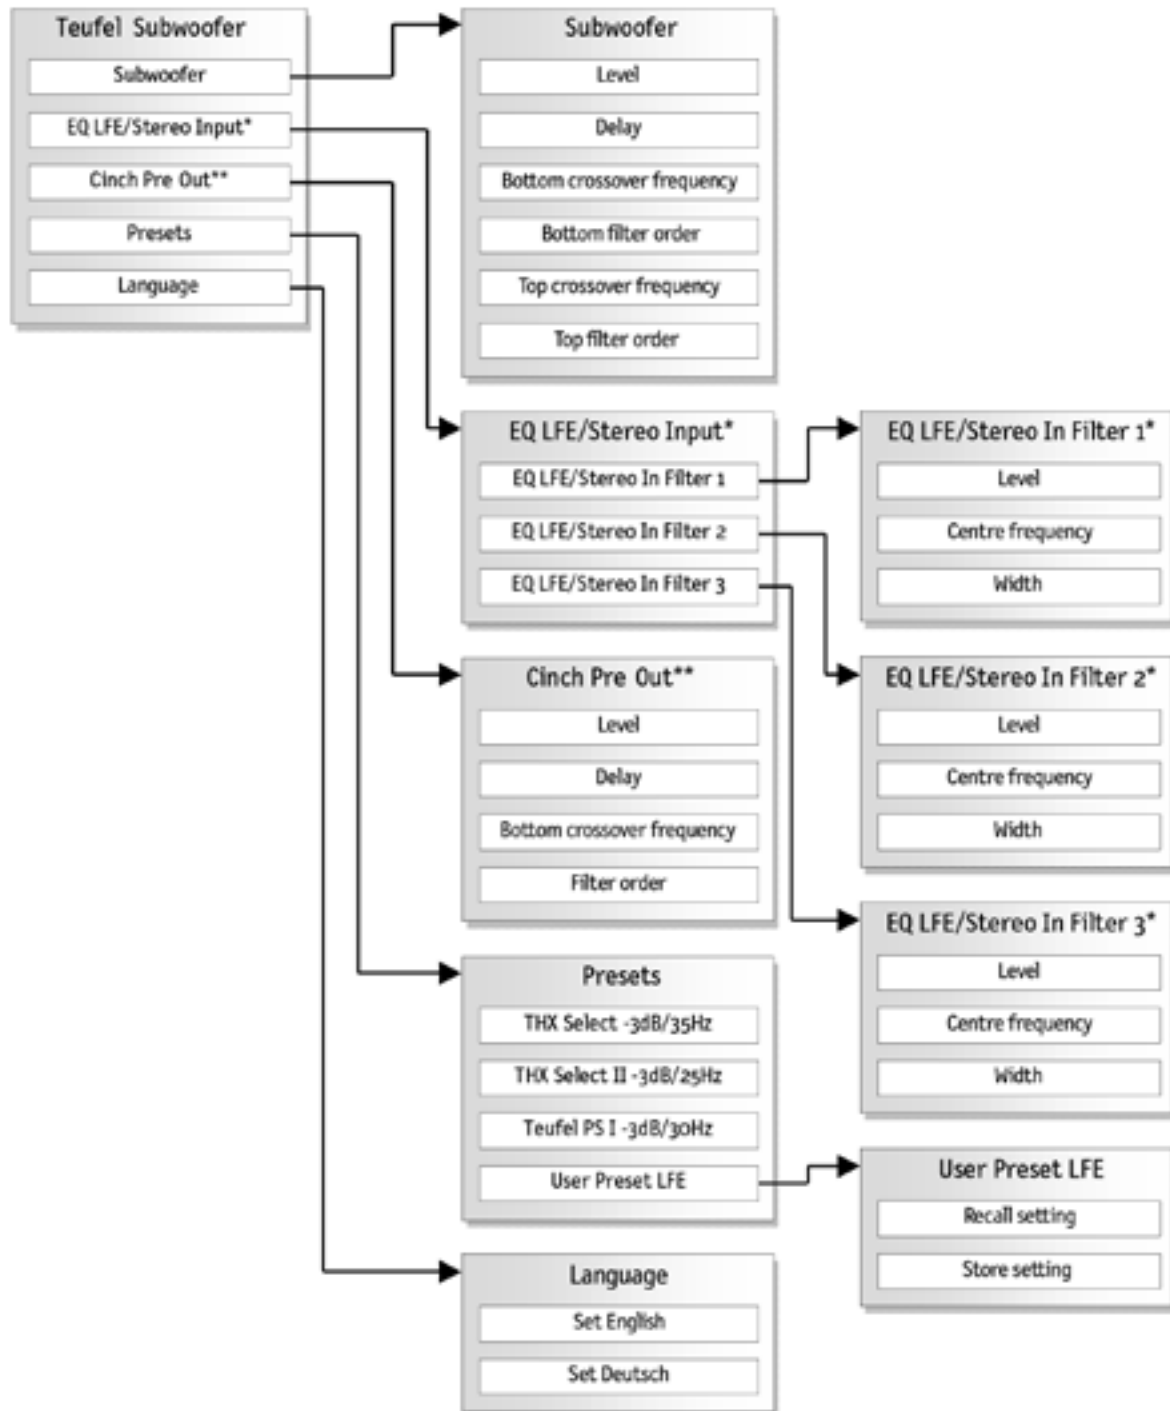 Teufel Subwoofer
Subwoofer
EQ LFE/Stereo Input*
Cinch Pre Out**
Presets
Language
Subwoofer
Level
Delay
Bottom crossover frequency
Bottom filter order
Top crossover frequency
Top filter order
EQ LFE/Stereo Input*
EQ LFE/Stereo In Filter 1
EQ LFE/Stereo In Filter 2
EQ LFE/Stereo In Filter 3
EQ LFE/Stereo In Filter 1*
Level
Centre frequency
Width
EQ LFE/Stereo In Filter 2*
Level
Centre frequency
Width
EQ LFE/Stereo In Filter 3*
Level
Centre frequency
Width
Cinch Pre Out**
Level
Delay
Bottom crossover frequency
Filter order
Presets
THX Select -3dB/35Hz
THX Select II -3dB/25Hz
Teufel PS I -3dB/30Hz
User Preset LFE
User Preset LFE
Recall setting
Store setting
Language
Set English
Set Deutsch